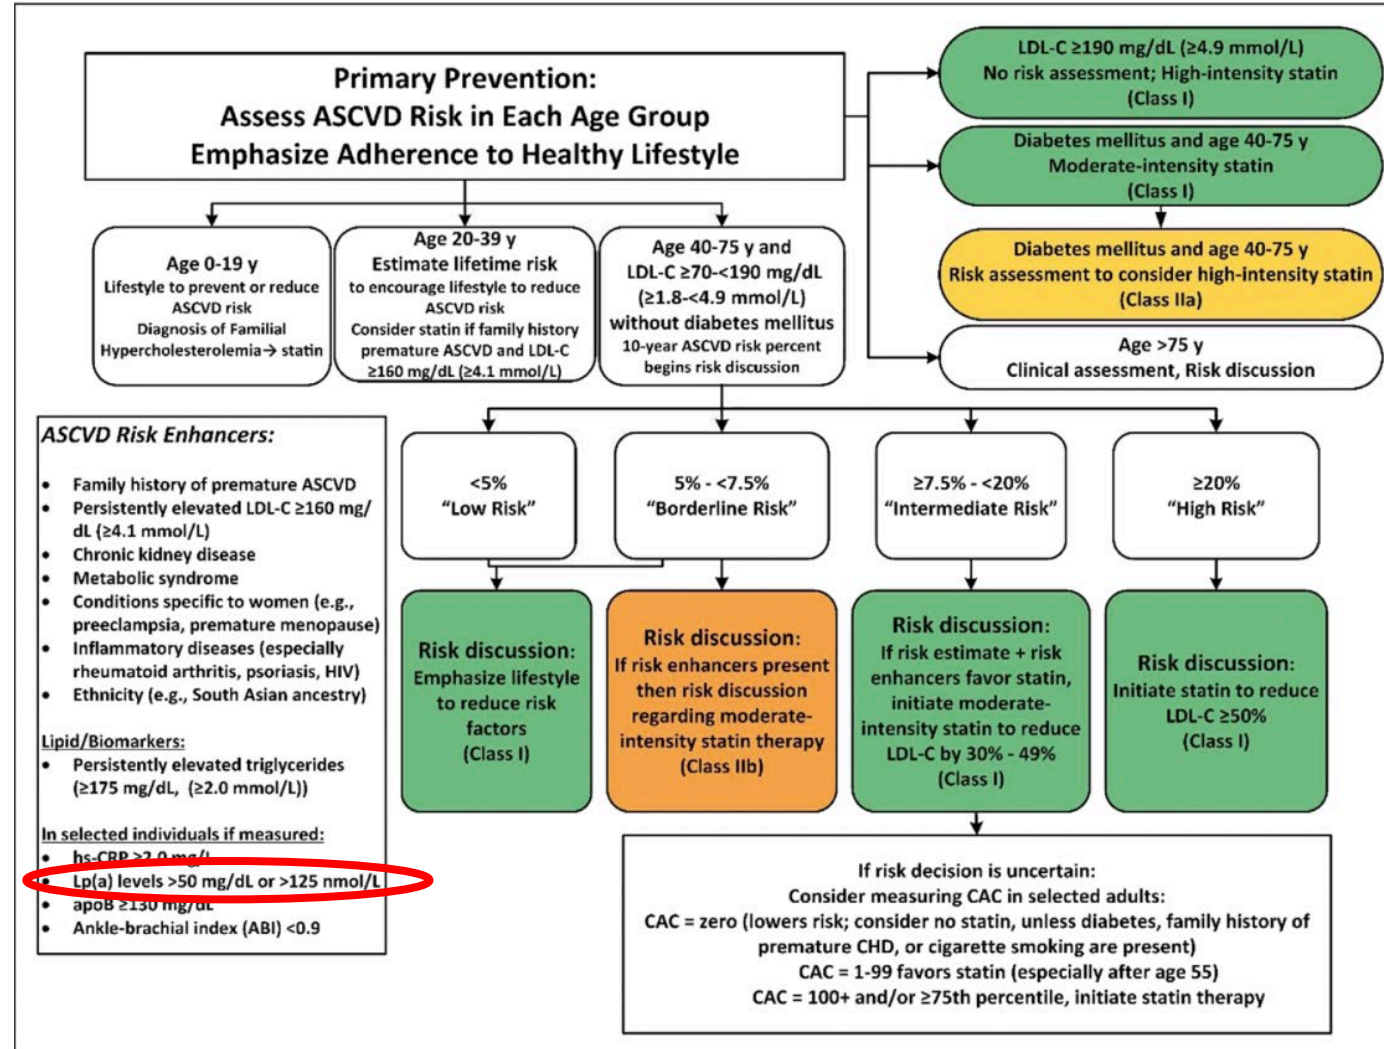 Primary Prevention:
Assess ASCVD Risk in Each Age Group
Emphasize Adherence to Healthy Lifestyle
LDL-C ≥190 mg/dL (≥4.9 mmol/L)
No risk assessment; High-intensity statin
(Class I)
Diabetes mellitus and age 40-75 y
Moderate-intensity statin
(Class I)
Diabetes mellitus and age 40-75 y
Risk assessment to consider high-intensity statin
(Class IIa)
Age >75 y
Clinical assessment, Risk discussion
Age 0-19 y
Lifestyle to prevent or reduce
ASCVD risk
Diagnosis of Familial
Hypercholesterolemia→ statin
Age 20-39 y
Estimate lifetime risk
to encourage lifestyle to reduce
ASCVD risk
Consider statin if family history
premature ASCVD and LDL-C
≥160 mg/dL (≥4.1 mmol/L)
Age 40-75 y and
LDL-C ≥70-<190 mg/dL
(≥1.8-<4.9 mmol/L)
without diabetes mellitus
10-year ASCVD risk percent
begins risk discussion
<5%
“Low Risk”
5% - <7.5%
“Borderline Risk”
≥7.5% - <20%
“Intermediate Risk”
≥20%
“High Risk”
Risk discussion:
Emphasize lifestyle
to reduce risk
factors
(Class I)
Risk discussion:
If risk enhancers present
then risk discussion
regarding moderate-
intensity statin therapy
(Class IIb)
Risk discussion:
If risk estimate + risk
enhancers favor statin,
initiate moderate-
intensity statin to reduce
LDL-C by 30% - 49%
(Class I)
Risk discussion:
Initiate statin to reduce
LDL-C ≥50%
(Class I)
If risk decision is uncertain:
Consider measuring CAC in selected adults:
CAC = zero (lowers risk; consider no statin, unless diabetes, family history of
premature CHD, or cigarette smoking are present)
CAC = 1-99 favors statin (especially after age 55)
CAC = 100+ and/or ≥75th percentile, initiate statin therapy
ASCVD Risk Enhancers:
• Family history of premature ASCVD
• Persistently elevated LDL-C ≥160 mg/
dL (≥4.1 mmol/L)
• Chronic kidney disease
• Metabolic syndrome
• Conditions specific to women (e.g.,
preeclampsia, premature menopause)
• Inflammatory diseases (especially
rheumatoid arthritis, psoriasis, HIV)
• Ethnicity (e.g., South Asian ancestry)
Lipid/Biomarkers:
• Persistently elevated triglycerides
(≥175 mg/dL, (≥2.0 mmol/L))
In selected individuals if measured:
• hs-CRP ≥2.0 mg/L
• Lp(a) levels >50 mg/dL or >125 nmol/L
• apoB ≥130 mg/dL
• Ankle-brachial index (ABI) <0.9